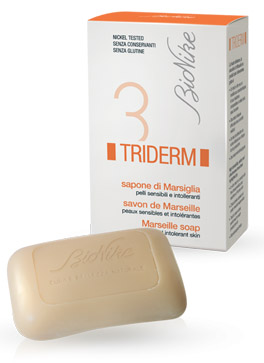 NICKEL TESTED
SENZA CONSERVANTI
SENZA GLUTINE
BioNike
3
TRIDERM
sapone di Marsiglia
pelli sensibili e intolleranti
savon de Marseille
peaux sensibles et intolérantes
Marseille soap
intolerant skin
BioNike